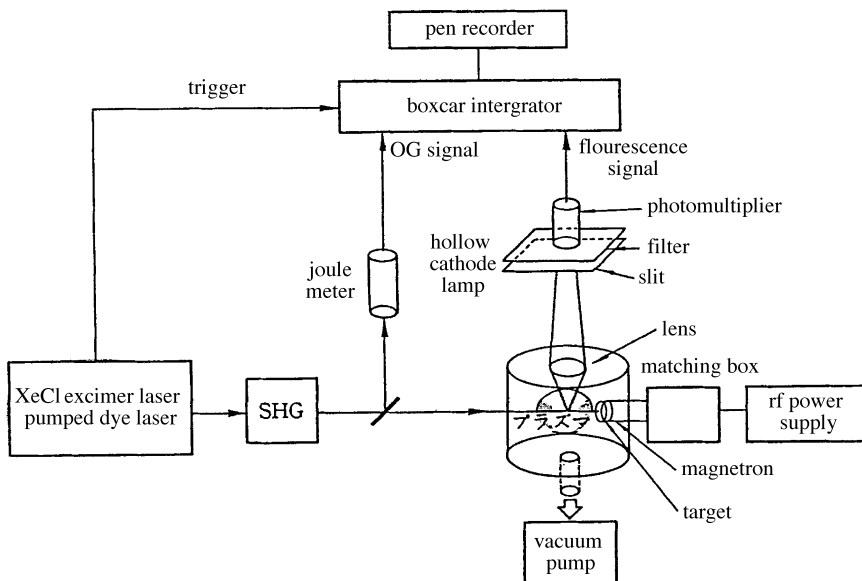 pen recorder
trigger
boxcar intergrator
OG signal
flourescence
signal
photomultiplier
hollow
cathode
lamp
filter
slit
joule
meter
lens
matching box
XeCl excimer laser
pumped dye laser
SHG
プラズマ
rf power
supply
magnetron
target
vacuum
pump